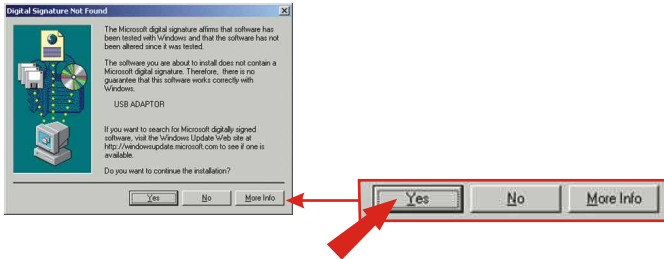 Digital Signature Not Found
The Microsoft digital signature affirms that software has
been tested with Windows and that the software has not
been altered since it was tested.
The software you are about to install does not contain a
Microsoft digital signature. Therefore, there is no
guarantee that this software works correctly with
Windows.
USB ADAPTOR
If you want to search for Microsoft digitally signed
software, visit the Windows Update Web site at
http://windowsupdate.microsoft.com to see if one is
available.
Do you want to continue the installation?
Yes No More Info
Yes No More Info